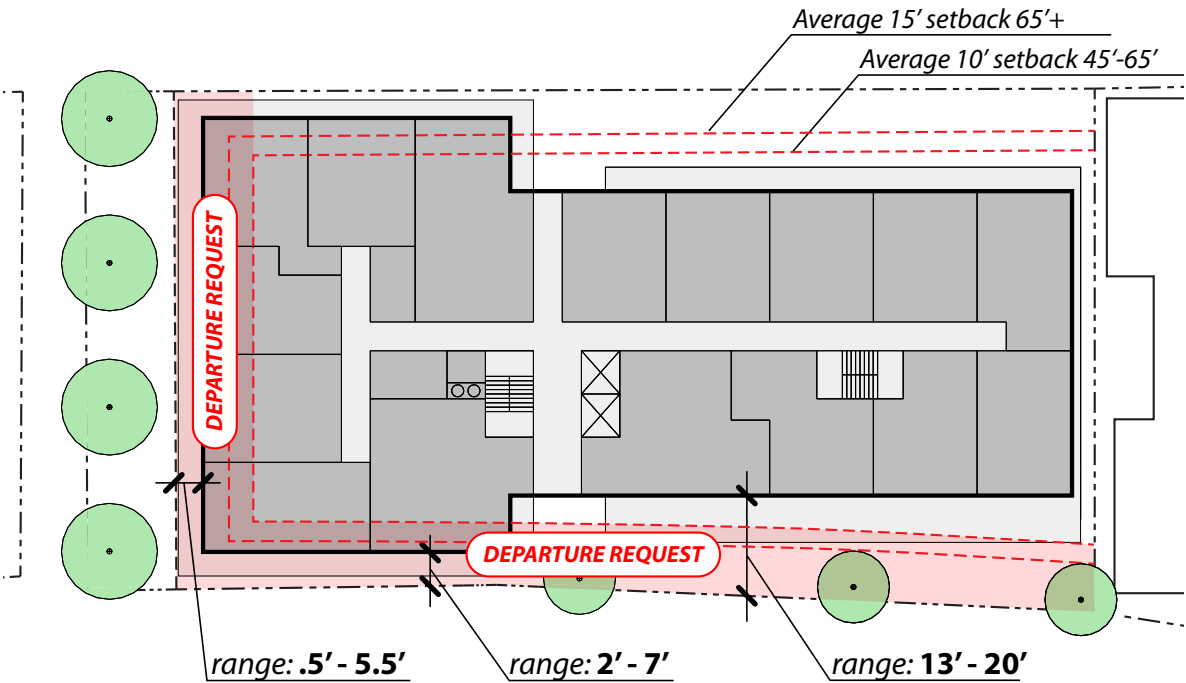 Average 15' setback 65'+
Average 10' setback 45'-65'
DEPARTURE REQUEST
DEPARTURE REQUEST
range: .5' - 5.5'
range: 2' - 7'
range: 13' - 20'